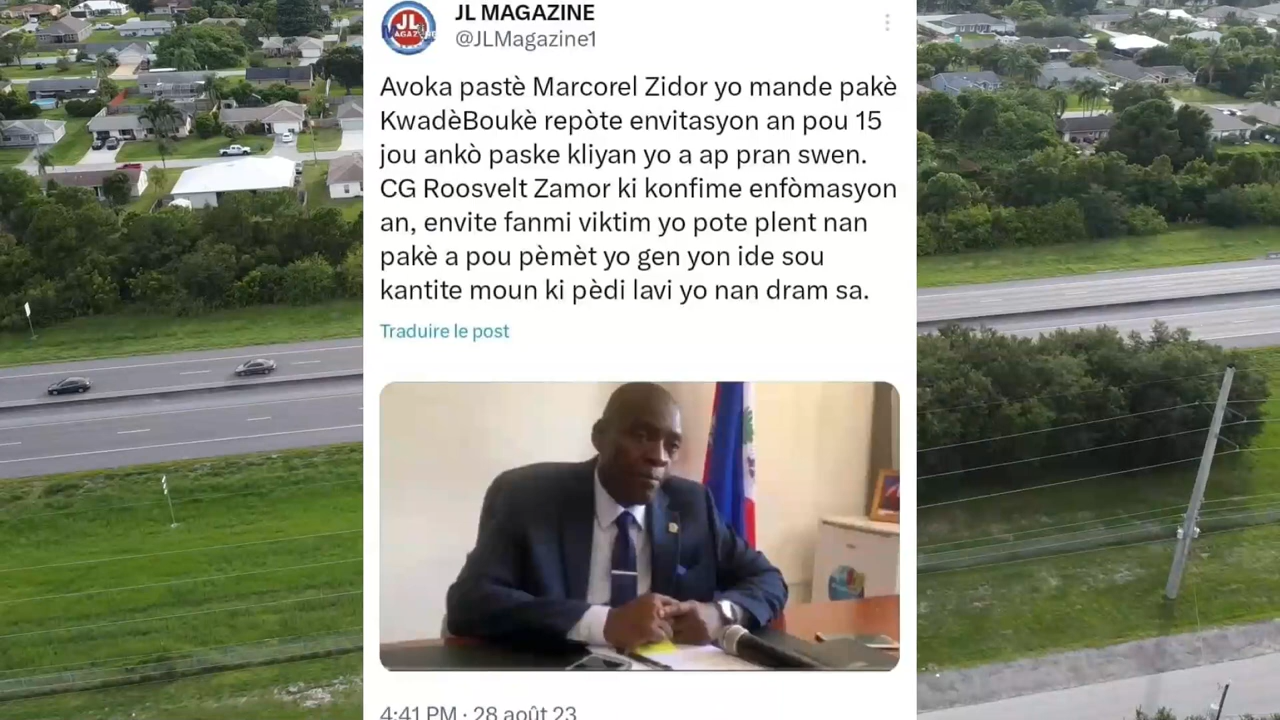 JL MAGAZINE
@JLMagazine1
Avoka pastè Marcorel Zidor yo mande pakè
KwadèBoukè repòte envitasyon an pou 15
jou ankò paske kliyan yo a ap pran swen.
CG Roosvelt Zamor ki konfime enfòmasyon
an, envite fanmi viktim yo pote plent nan
pakè a pou pèmèt yo gen yon ide sou
kantite moun ki pèdi lavi yo nan dram sa.
Traduire le post
4:41 PM · 28 août 23